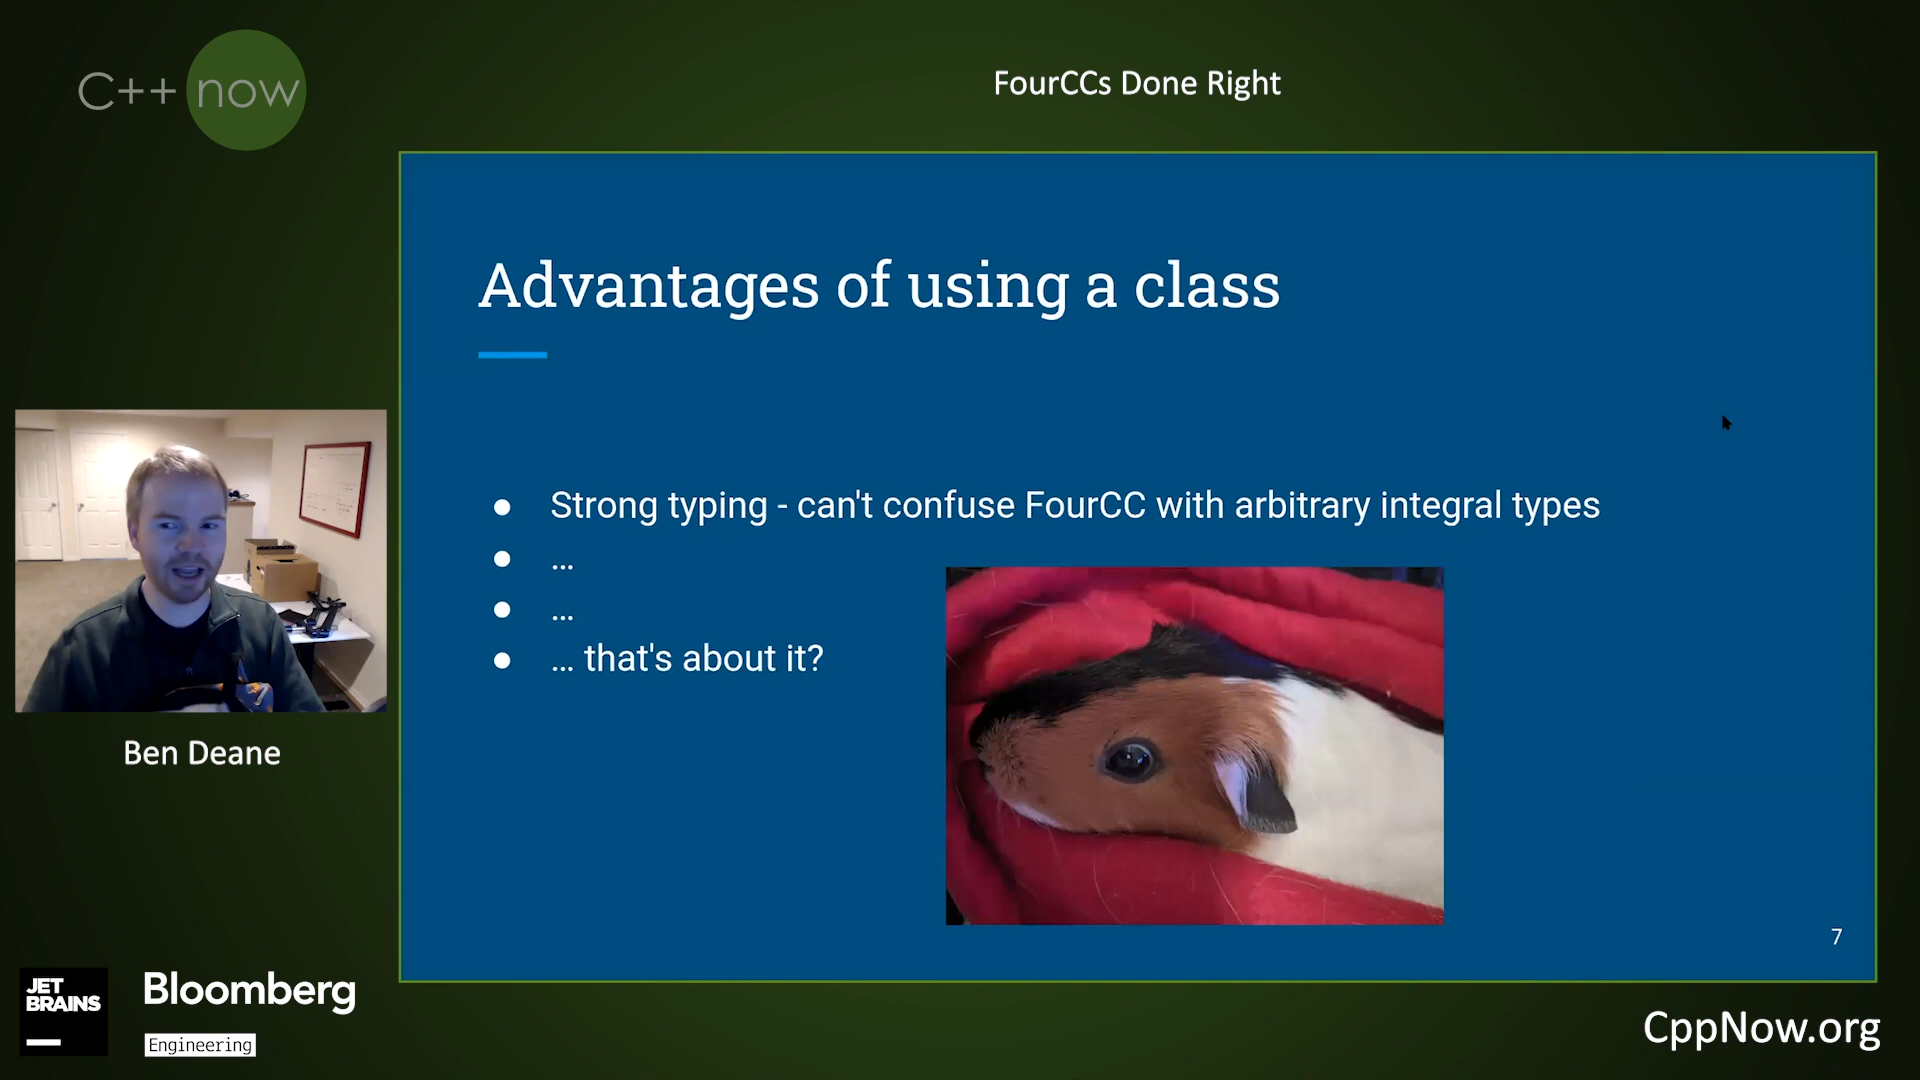 C++ now
FourCCs Done Right
Advantages of using a class
● Strong typing - can't confuse FourCC with arbitrary integral types
● ...
● ...
● ... that's about it?
7
Ben Deane
JET
BRAINS
Bloomberg
Engineering
CppNow.org